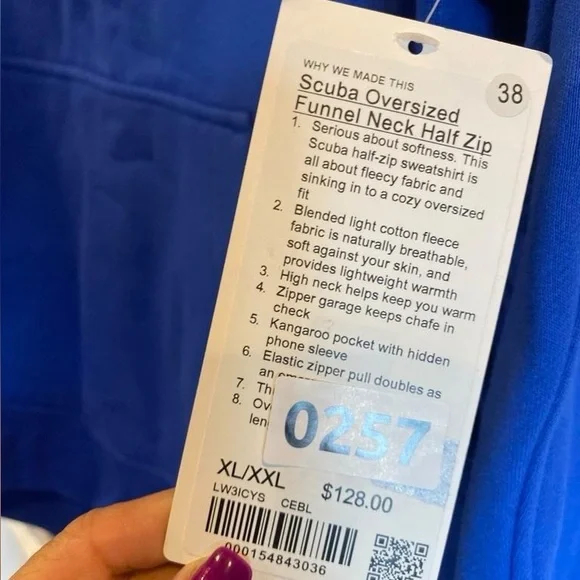 WHY WE MADE THIS
38
Scuba Oversized
Funnel Neck Half Zip
1. Serious about softness. This
Scuba half-zip sweatshirt is
all about fleecy fabric and
sinking in to a cozy oversized
fit
2. Blended light cotton fleece
fabric is naturally breathable,
soft against your skin, and
provides lightweight warmth
3. High neck helps keep you warm
4. Zipper garage keeps chafe in
check
5. Kangaroo pocket with hidden
phone sleeve
6. Elastic zipper pull doubles as
an
7. Th
8. Ov
len
0257
XL/XXL
$128.00
LW3ICYS CEBL
000154843036